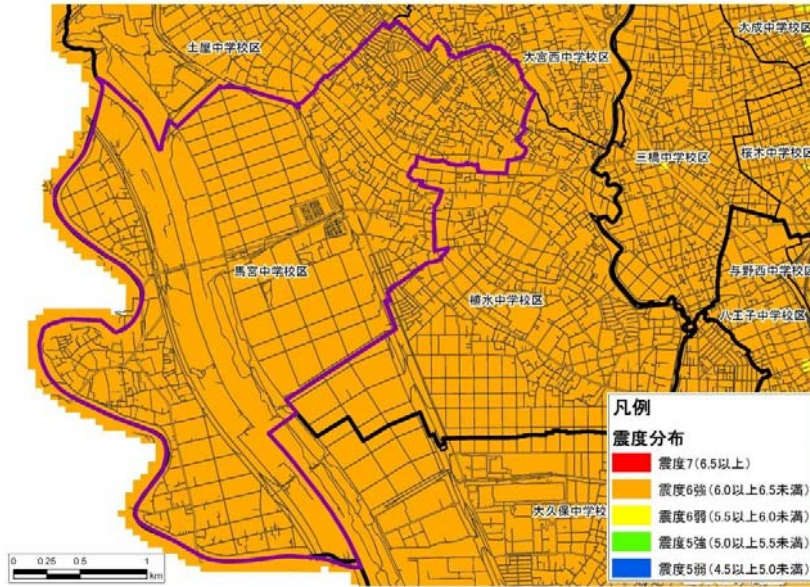 土屋中学校区
大宮西中学校区
大成中学校区
三橋中学校区
桜木中学校区
馬宮中学校区
植水中学校区
与野西中学校区
八王子中学校区
大久保中学校
凡例
震度分布
震度7(6.5以上)
震度6強(6.0以上6.5未満)
震度6弱(5.5以上6.0未満)
震度5強(5.0以上5.5未満)
震度5弱(4.5以上5.0未満)
0 0.25 0.5 1
km